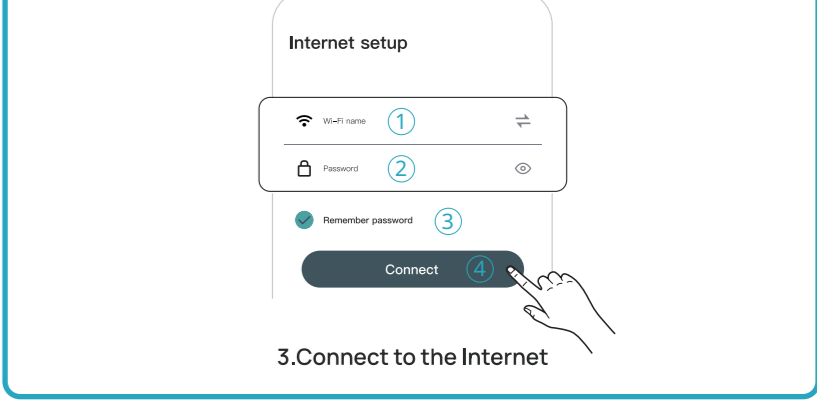 Internet setup
Wi-Fi name ①
Password ②
Remember password ③
Connect ④
3.Connect to the Internet